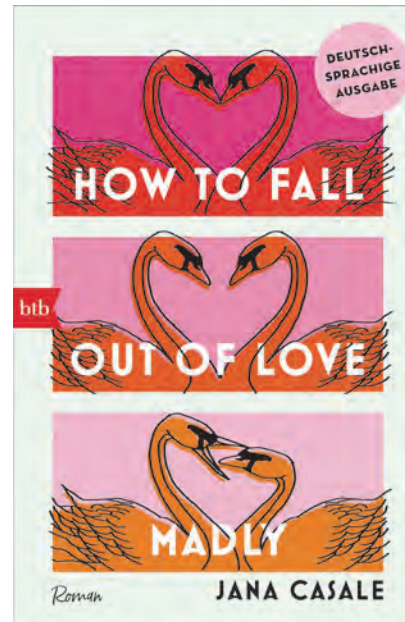 DEUTSCH-
SPRACHIGE
AUSGABE
HOW TO FALL
btb
OUT OF LOVE
MADLY
Roman
JANA CASALE